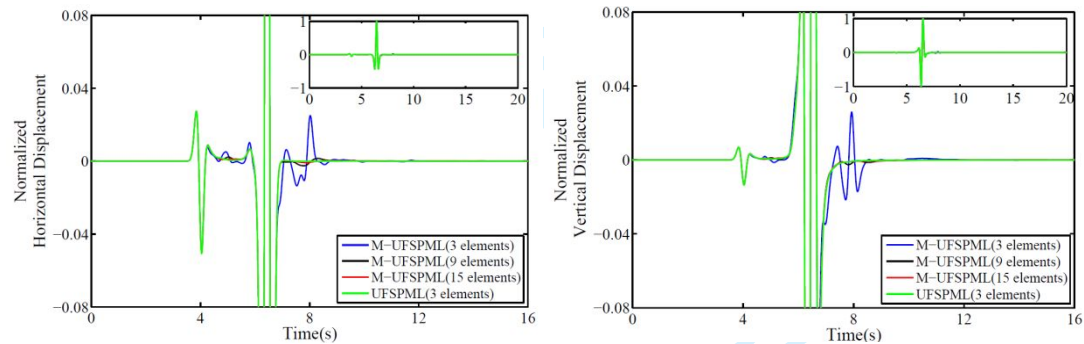 0.08
0.04
0
−0.04
−0.08
Normalized
Horizontal Displacement
1
0
−1
0 5 10 15 20
M−UFSPML(3 elements)
M−UFSPML(9 elements)
M−UFSPML(15 elements)
UFSPML(3 elements)
0 4 8 12 16
Time(s)
0.08
0.04
0
−0.04
−0.08
Normalized
Vertical Displacement
1
0
−1
0 5 10 15 20
M−UFSPML(3 elements)
M−UFSPML(9 elements)
M−UFSPML(15 elements)
UFSPML(3 elements)
0 4 8 12 16
Time(s)